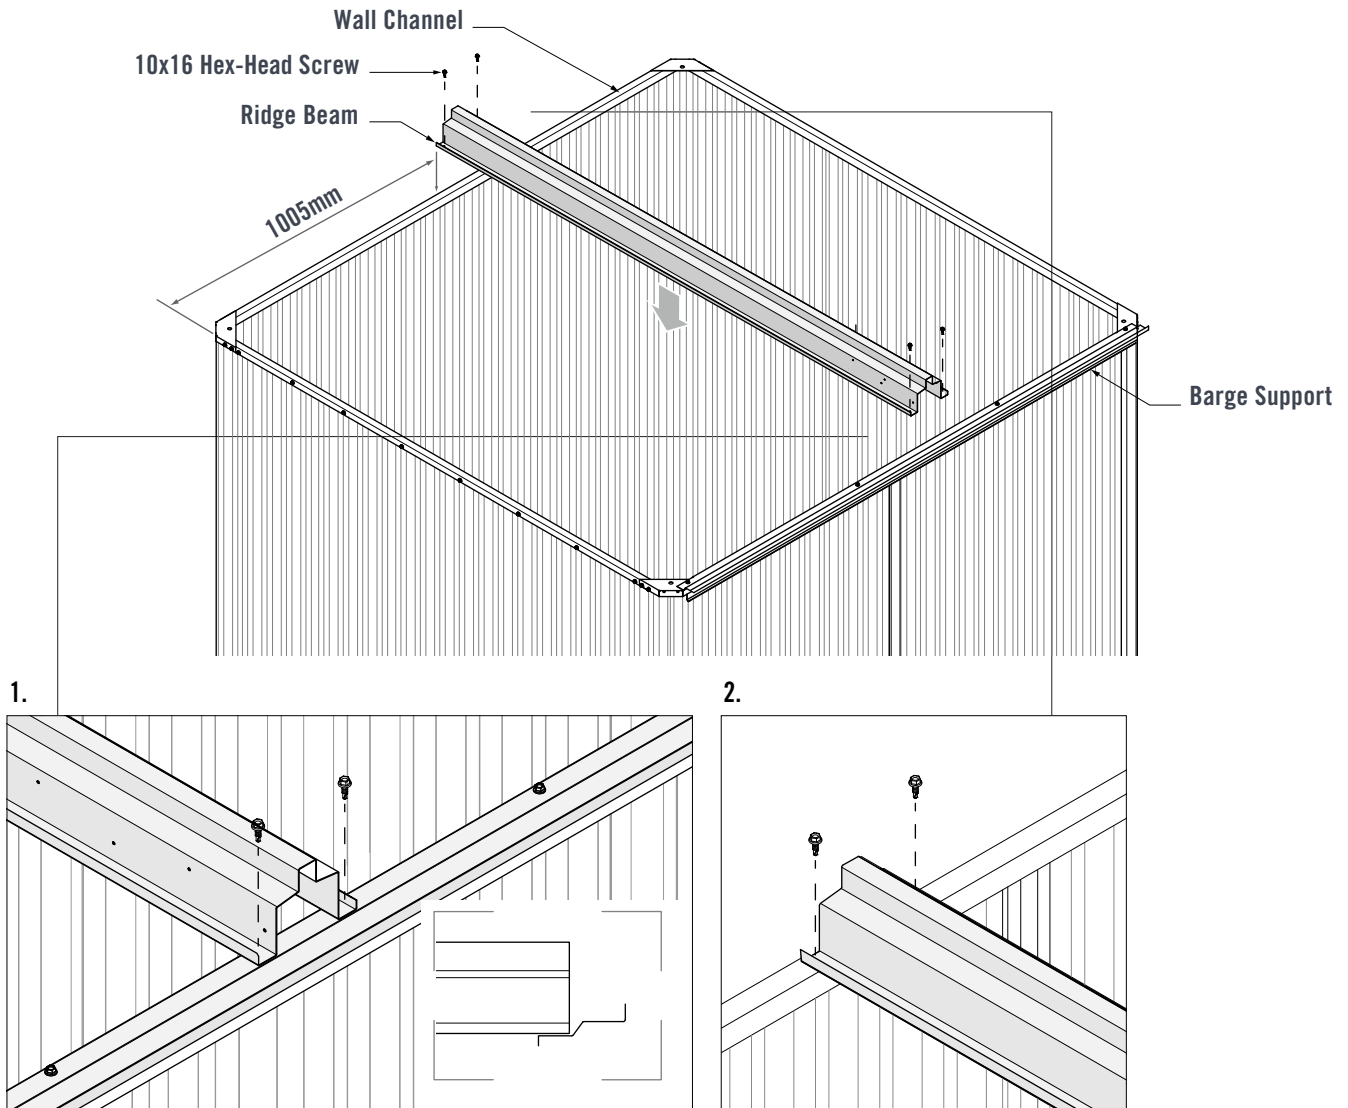 Wall Channel
10x16 Hex-Head Screw
Ridge Beam
1005mm
Barge Support
1.
2.